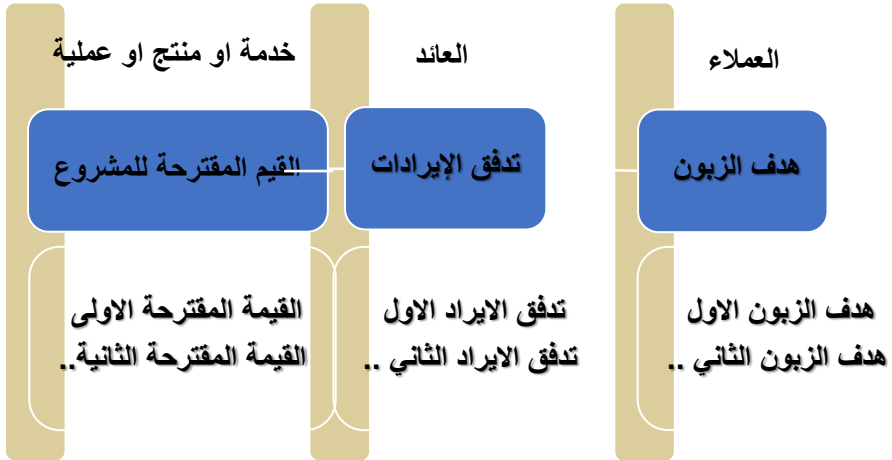 العملاء
العائد
خدمة او منتج او عملية
هدف الزبون
تدفق الإيرادات
القيم المقترحة للمشروع
هدف الزبون الاول
هدف الزبون الثاني ..
تدفق الايراد الاول
تدفق الايراد الثاني ..
القيمة المقترحة الاولى
القيمة المقترحة الثانية..